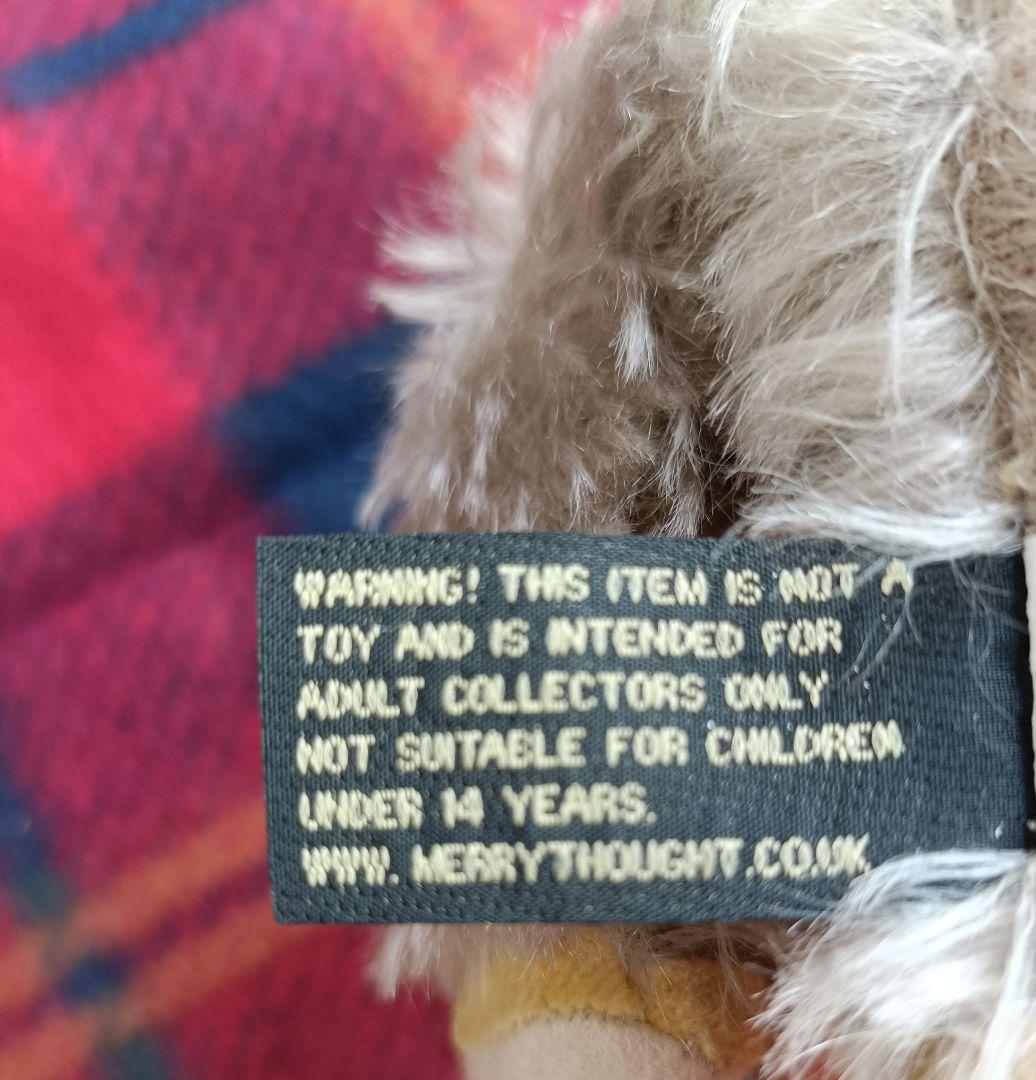 WARNING! THIS ITEM IS NOT A
TOY AND IS INTENDED FOR
ADULT COLLECTORS ONLY
NOT SUITABLE FOR CHILDREN
UNDER 14 YEARS.
WWW.MERRYTHOUGHT.CO.UK